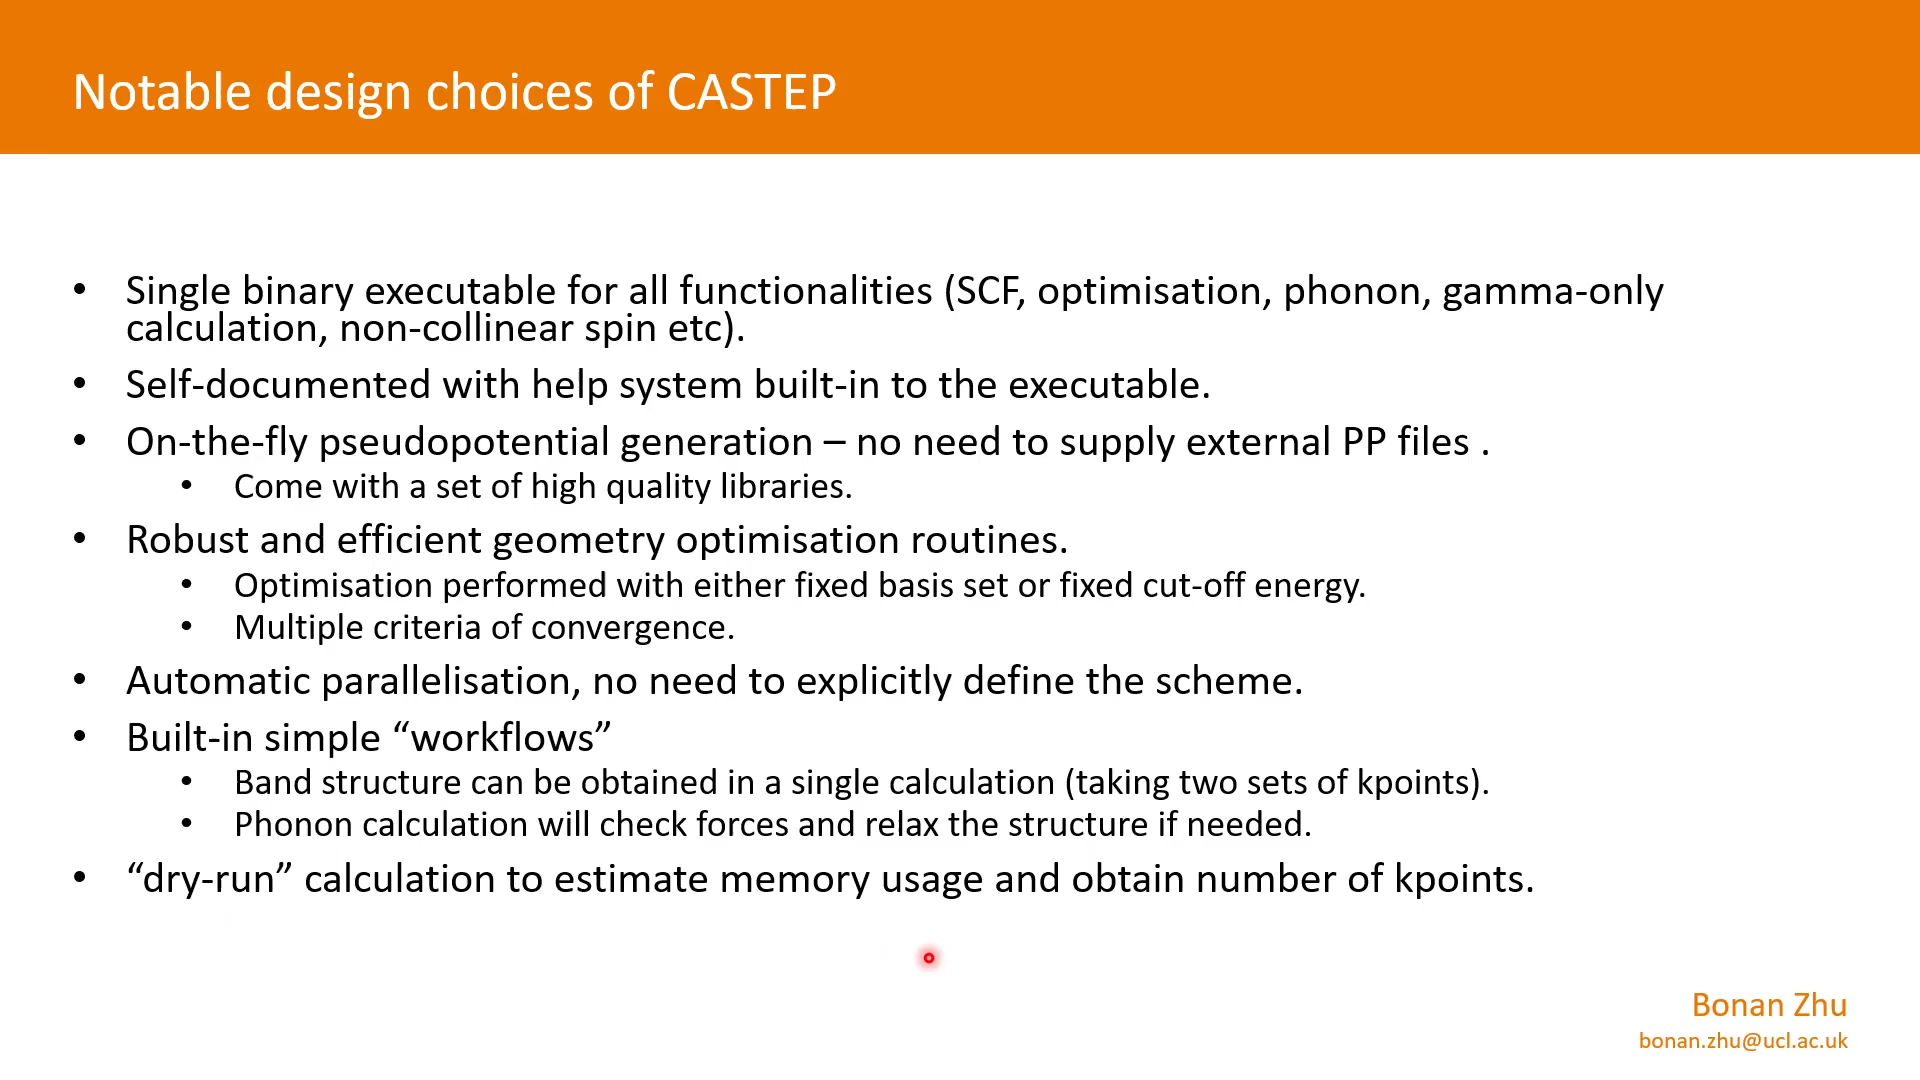 Notable design choices of CASTEP
• Single binary executable for all functionalities (SCF, optimisation, phonon, gamma-only
calculation, non-collinear spin etc).
• Self-documented with help system built-in to the executable.
• On-the-fly pseudopotential generation – no need to supply external PP files .
• Come with a set of high quality libraries.
• Robust and efficient geometry optimisation routines.
• Optimisation performed with either fixed basis set or fixed cut-off energy.
• Multiple criteria of convergence.
• Automatic parallelisation, no need to explicitly define the scheme.
• Built-in simple “workflows”
• Band structure can be obtained in a single calculation (taking two sets of kpoints).
• Phonon calculation will check forces and relax the structure if needed.
• “dry-run” calculation to estimate memory usage and obtain number of kpoints.
Bonan Zhu
bonan.zhu@ucl.ac.uk